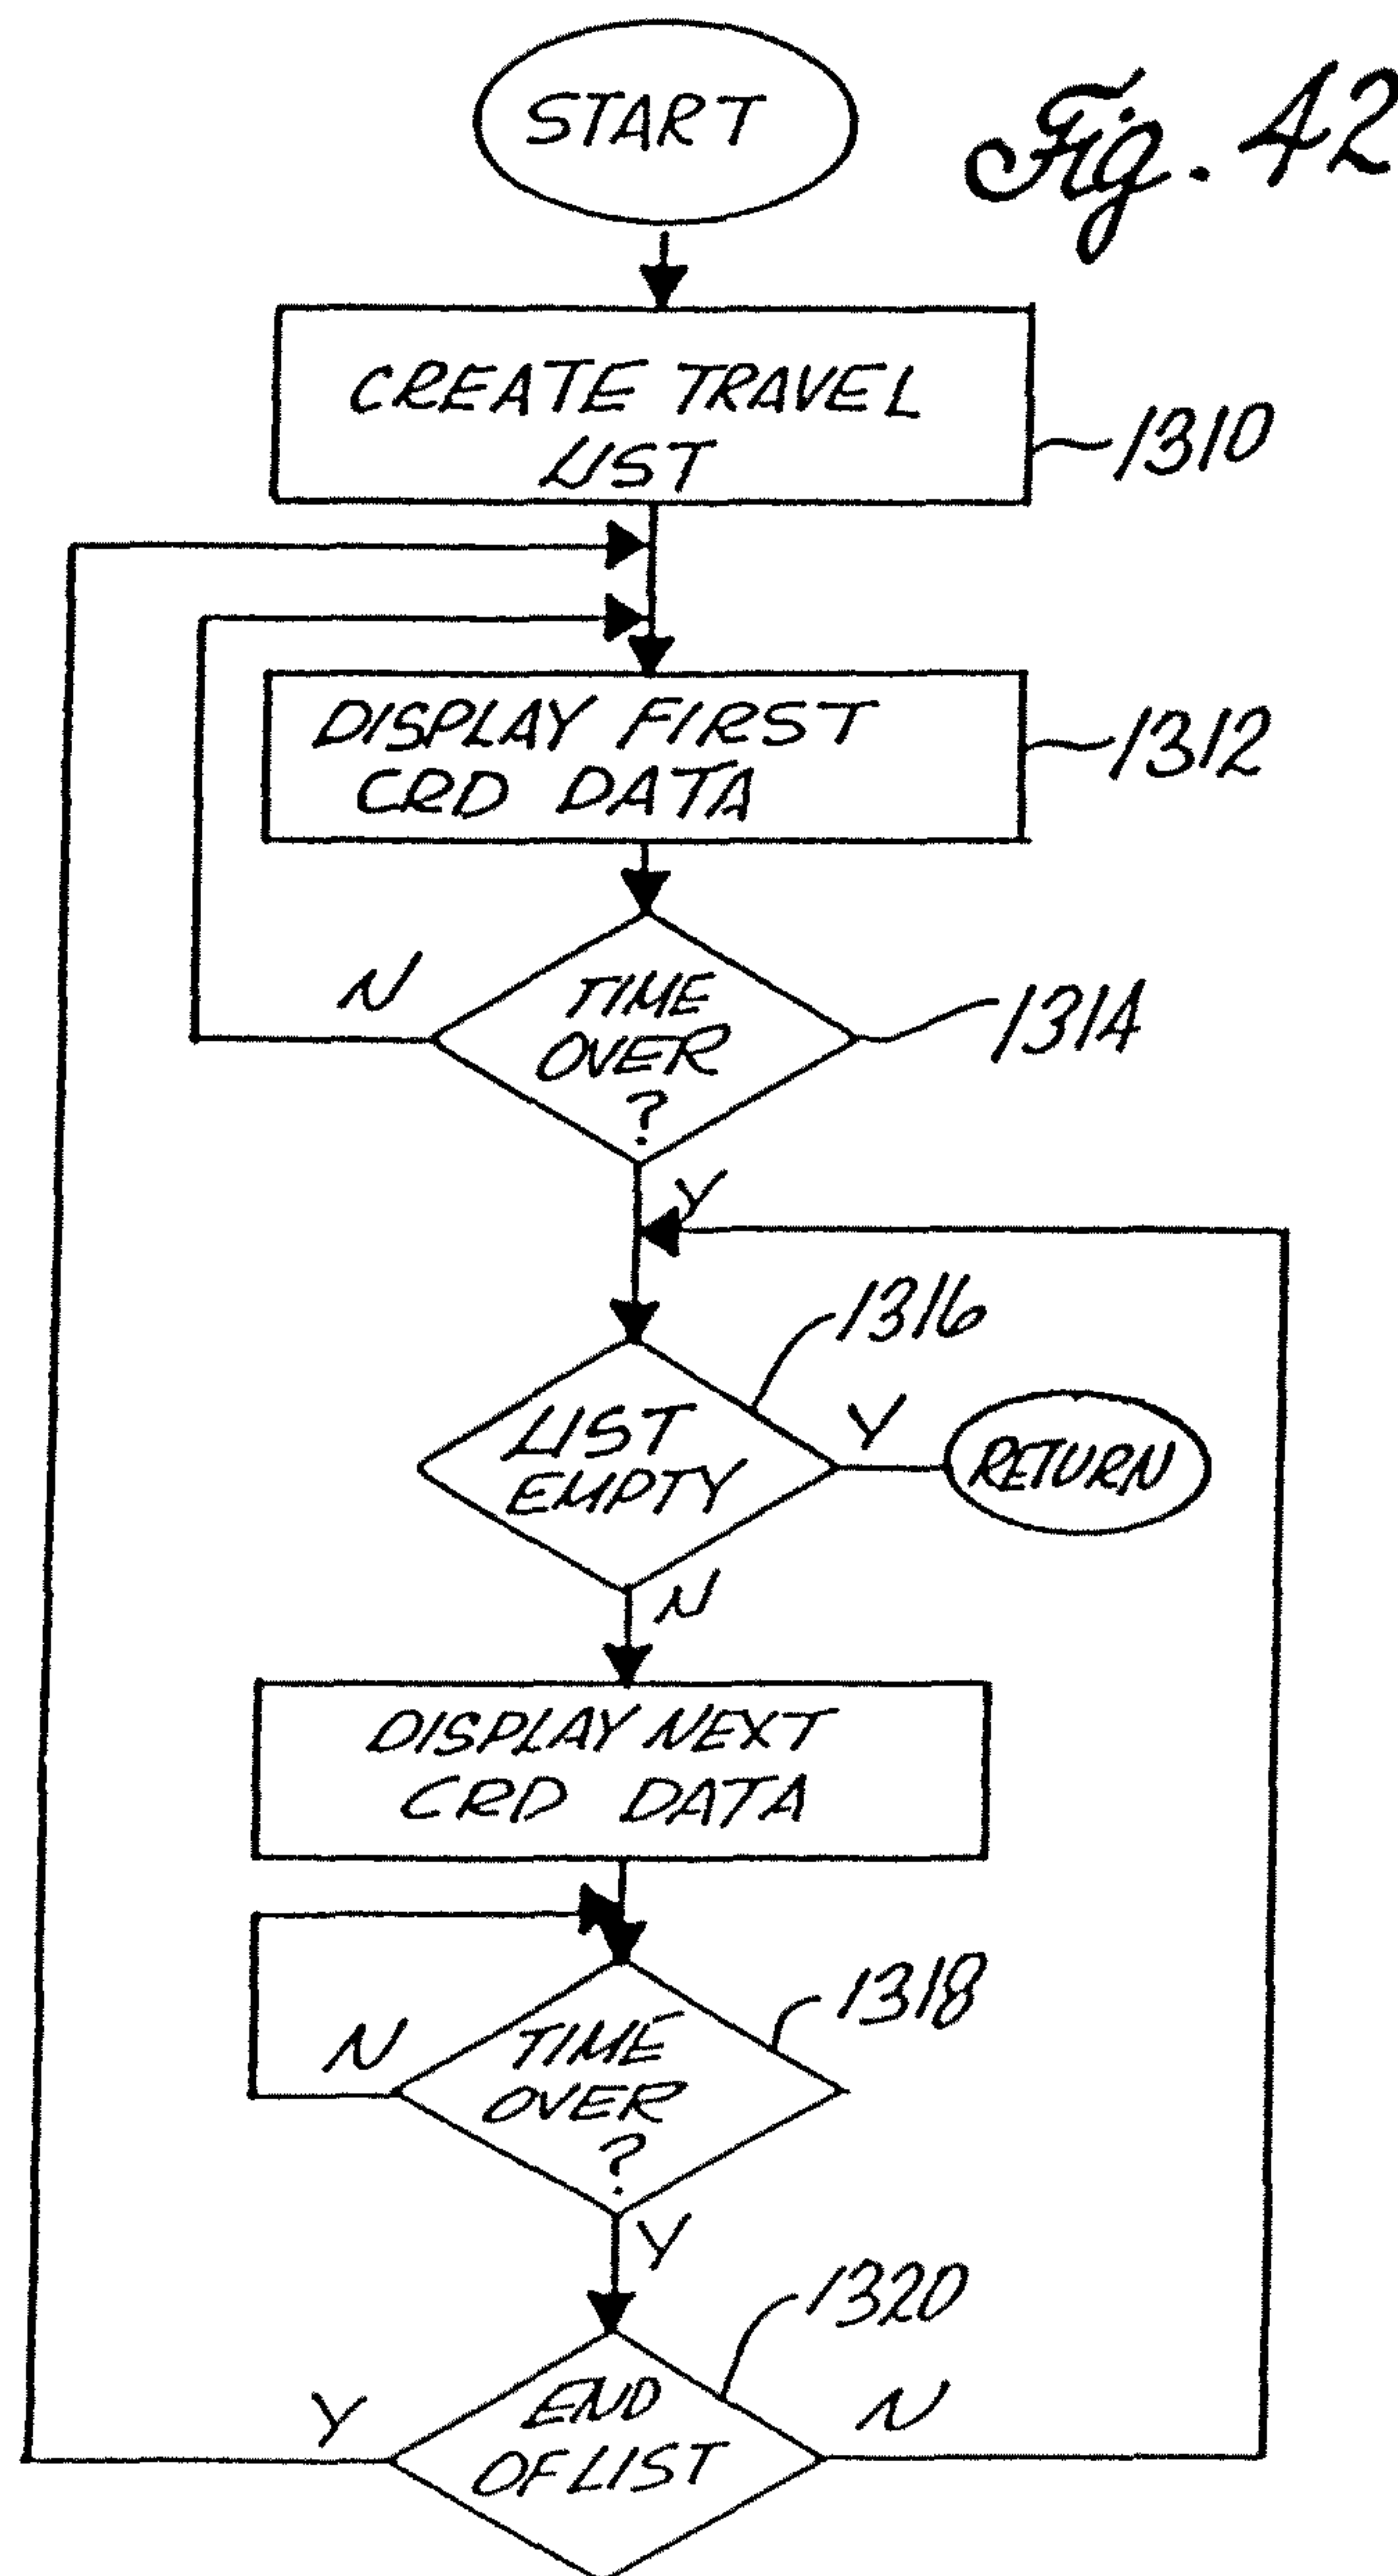 START
Fig. 42
CREATE TRAVEL
LIST
1310
DISPLAY FIRST
CRD DATA
1312
N
TIME
OVER
?
1314
Y
1316
LIST
EMPTY
Y
RETURN
N
DISPLAY NEXT
CRD DATA
1318
N
TIME
OVER
?
Y
1320
Y
END
OF LIST
N